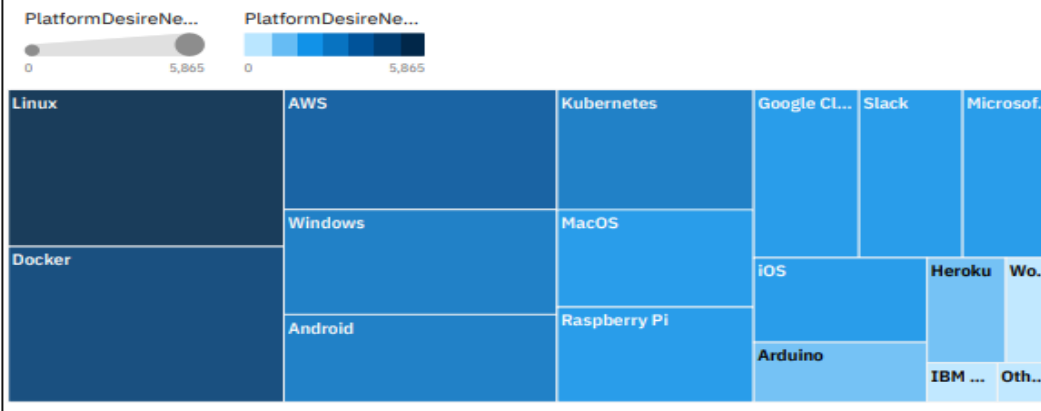 PlatformDesireNe... PlatformDesireNe...
0 5,865 0 5,865
Linux AWS Kubernetes Google Cl... Slack Microsof.
Windows MacOS
Docker iOS Heroku Wo..
Android Raspberry Pi
Arduino
IBM ... Oth..